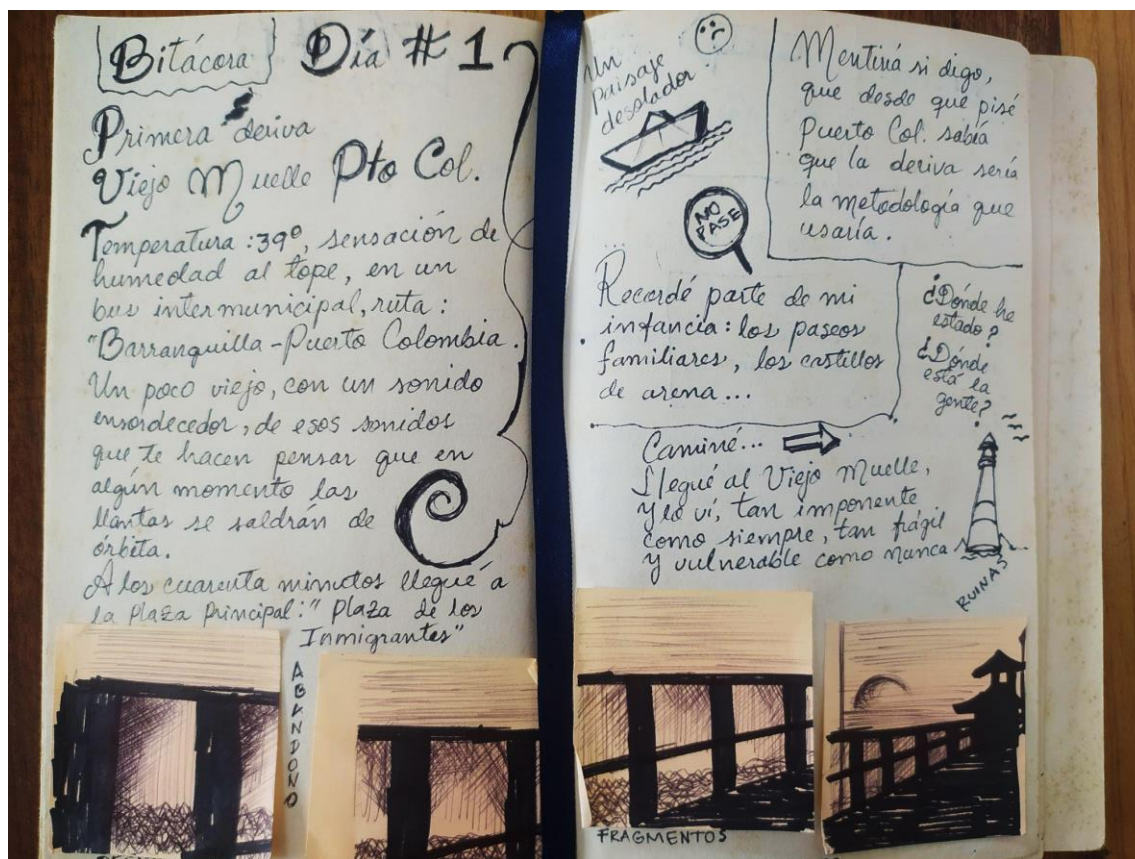 Bitácora Día # 1
Primera deriva
Viejo Muelle Pto Col.
Temperatura : 39°, sensación de
humedad al tope, en un
bus intermunicipal, ruta :
"Barranquilla - Puerto Colombia.
Un poco viejo, con un sonido
ensordecedor, de esos sonidos
que te hacen pensar que en
algún momento las
llantas se saldrán de
órbita.
A los cuarenta minutos llegué a
la Plaza Principal: " Plaza de los
Inmigrantes"
ABANDONO
Un
paisaje
desolador
NO
PASE
Mentiría si digo,
que desde que pisé
Puerto Col. sabía
que la deriva sería
la metodología que
usaría.
Recordé parte de mi
infancia: los paseos
familiares, los castillos
de arena...
¿Dónde he
estado?
¿Dónde
está la
gente?
Caminé...
Llegué al Viejo Muelle,
y lo ví, tan imponente
como siempre, tan frágil
y vulnerable como nunca
RUINAS
FRAGMENTOS